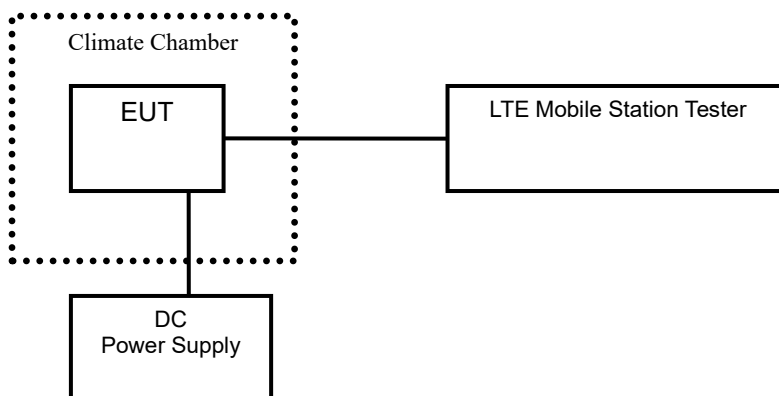 Climate Chamber
EUT
LTE Mobile Station Tester
DC
Power Supply